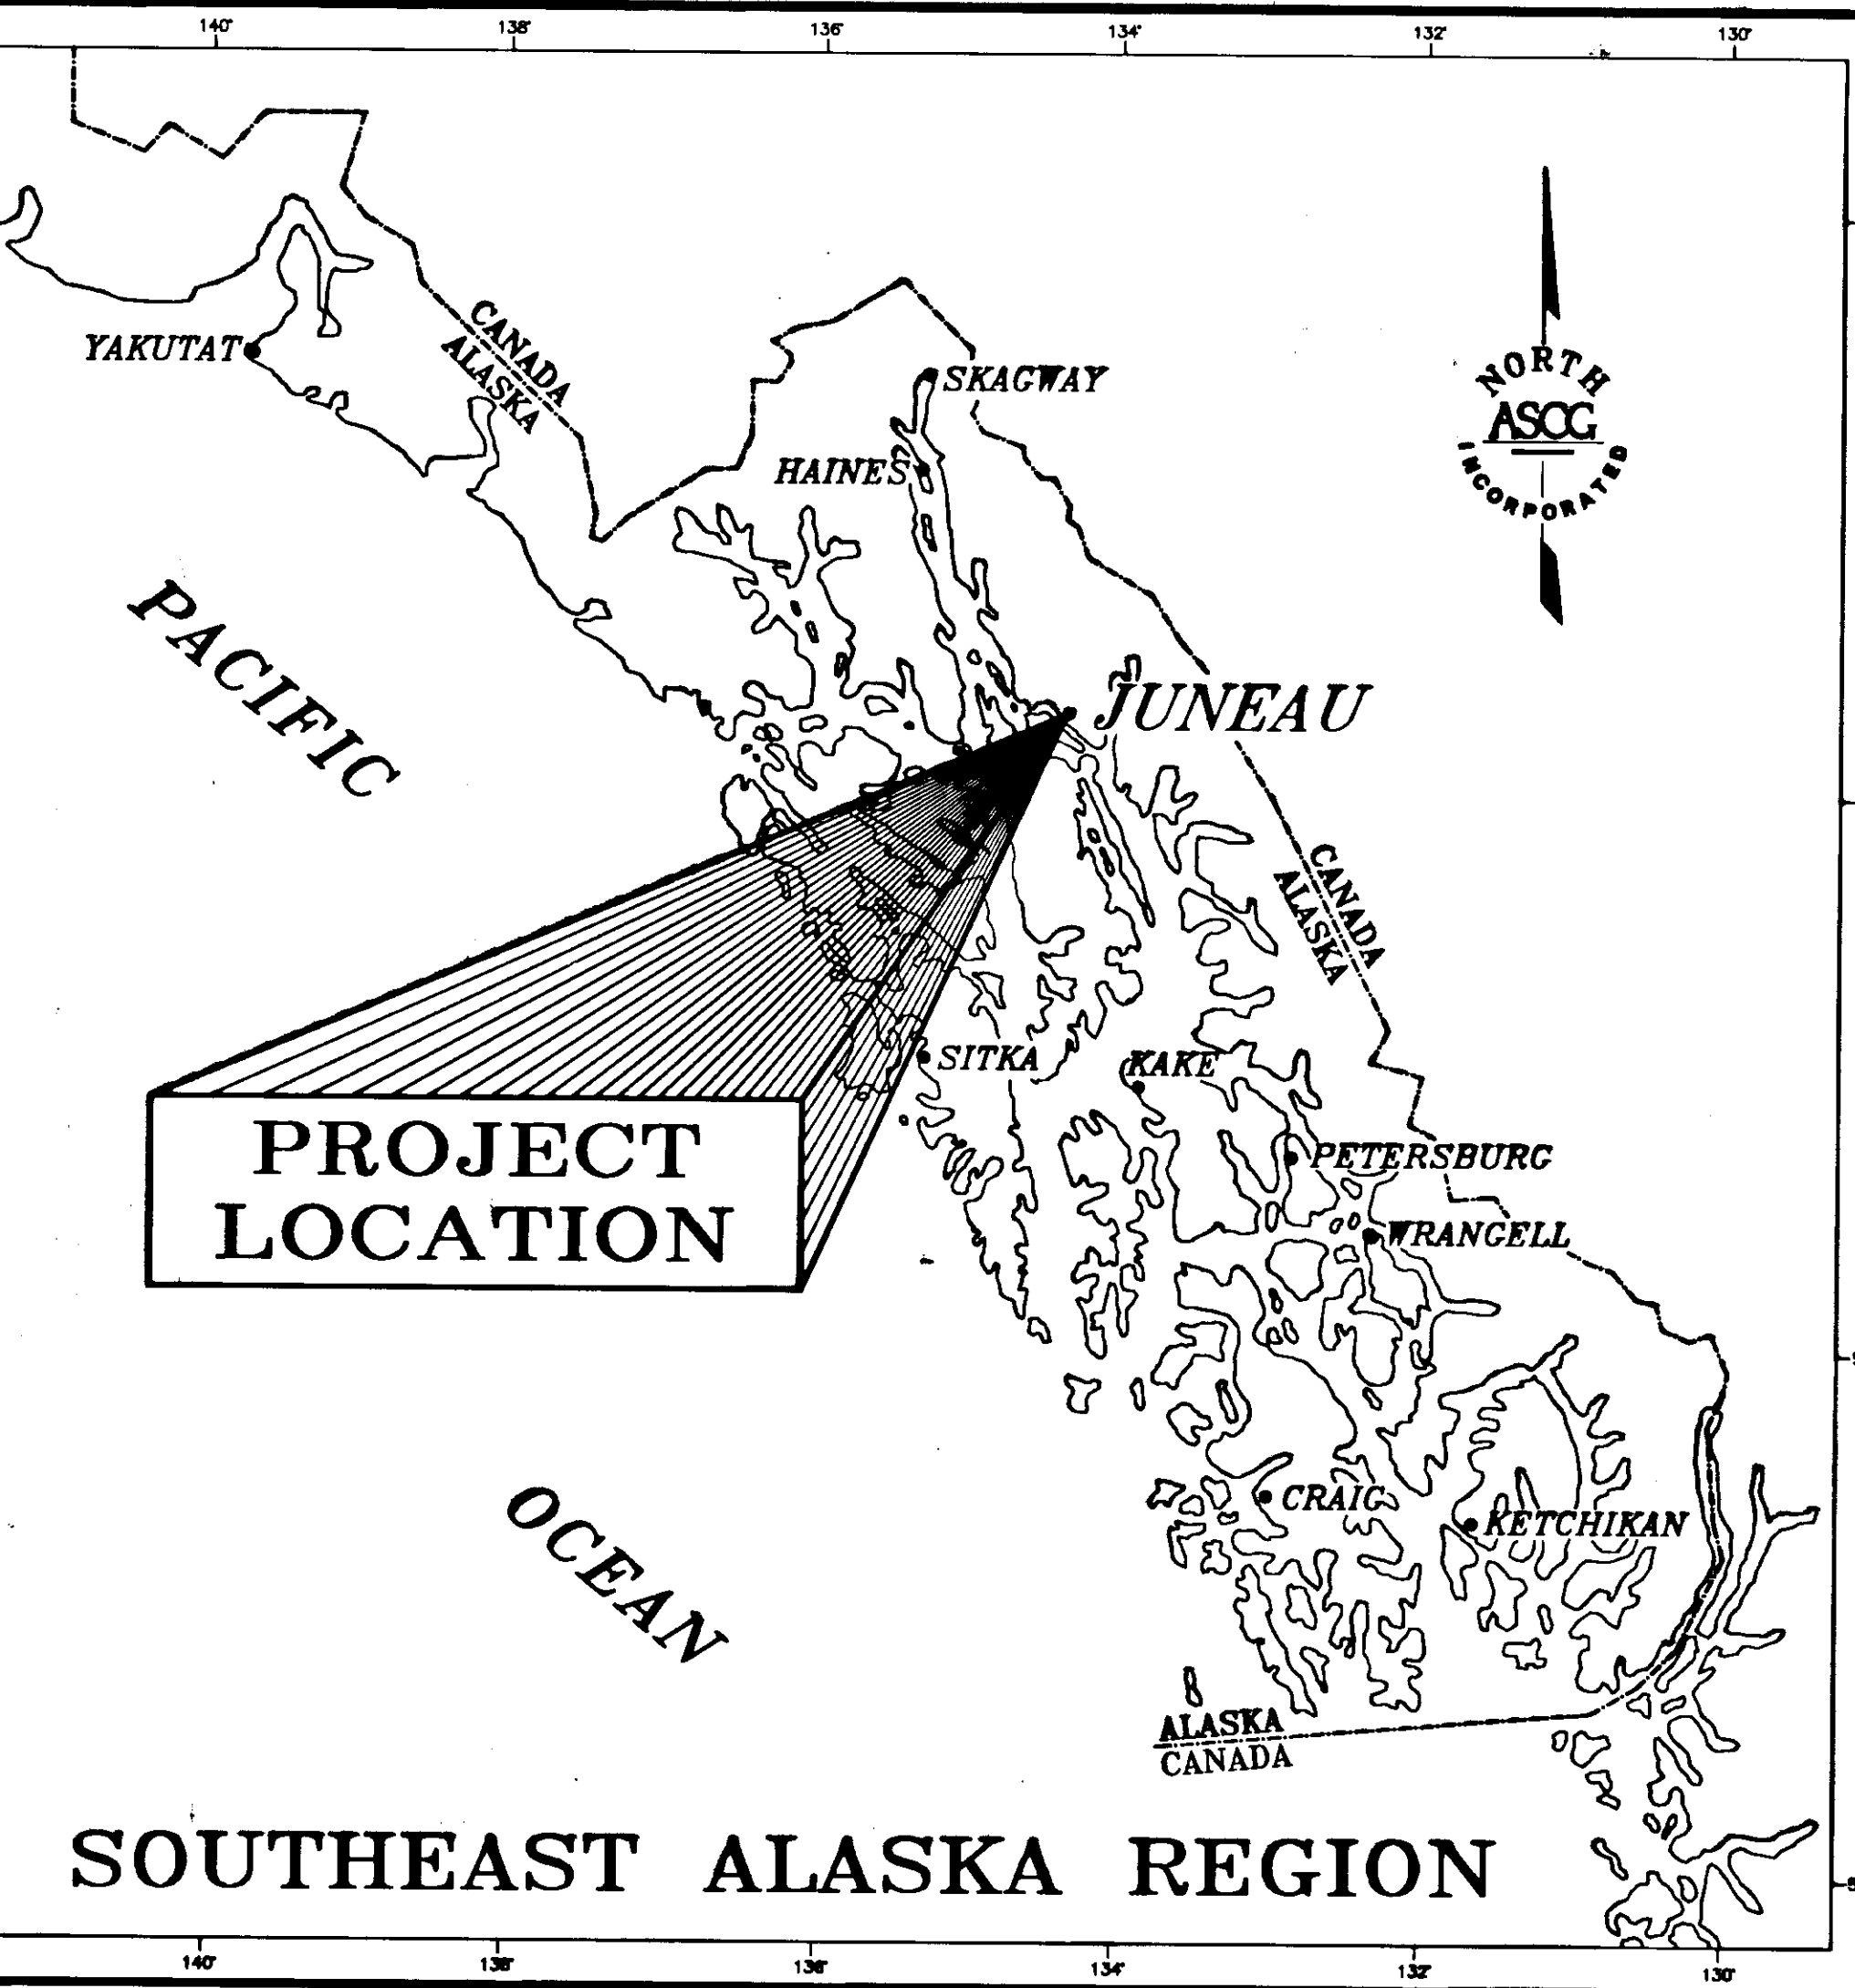 140° 138° 136° 134° 132° 130°
YAKUTAT
CANADA
ALASKA
SKAGWAY
HAINES
NORTH
ASCG
INCORPORATED
PACIFIC
JUNEAU
CANADA
ALASKA
SITKA
KAKE
PROJECT
LOCATION
PETERSBURG
WRANGELL
CRAIG
KETCHIKAN
OCEAN
ALASKA
CANADA
SOUTHEAST ALASKA REGION
140° 138° 136° 134° 132° 130°